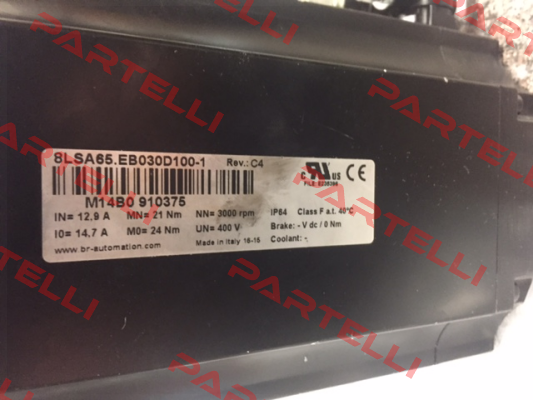 PARTELLI
PARTELLI
PARTELLI
PARTELLI
PARTELLI
8LSA65.EB030D100-1 Rev.: C4
M14B0 910375
IN= 12,9 A MN= 21 Nm NN= 3000 rpm IP64 Class F a.t. 40°C
I0= 14,7 A M0= 24 Nm UN= 400 V Brake: - V dc / 0 Nm
www.br-automation.com Made in Italy 16-15 Coolant: -
C US CE